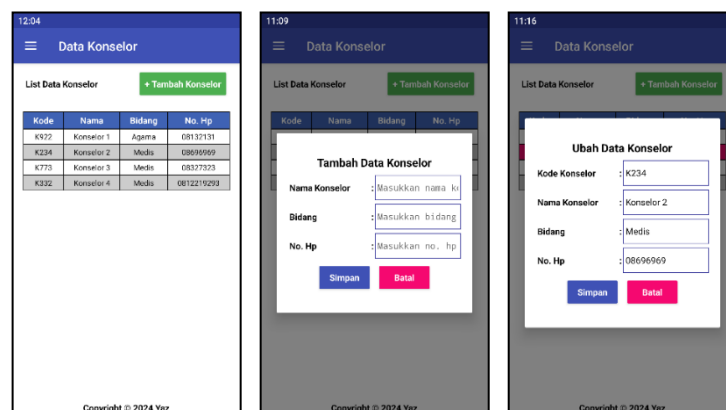 12:04
Data Konselor
List Data Konselor
+ Tambah Konselor
Kode Nama Bidang No. Hp
K922 Konselor 1 Agama 08132131
K234 Konselor 2 Medis 08696969
K773 Konselor 3 Medis 08327323
K332 Konselor 4 Medis 0812219293
Copyright © 2024 Yaz
11:09
Data Konselor
List Data Konselor
+ Tambah Konselor
Kode Nama Bidang No. Hp
Tambah Data Konselor
Nama Konselor : Masukkan nama k
Bidang : Masukkan bidang
No. Hp : Masukkan no. hp
Simpan Batal
Copyright © 2024 Yaz
11:16
Data Konselor
List Data Konselor
+ Tambah Konselor
Ubah Data Konselor
Kode Konselor : K234
Nama Konselor : Konselor 2
Bidang : Medis
No. Hp : 08696969
Simpan Batal
Copyright © 2024 Yaz